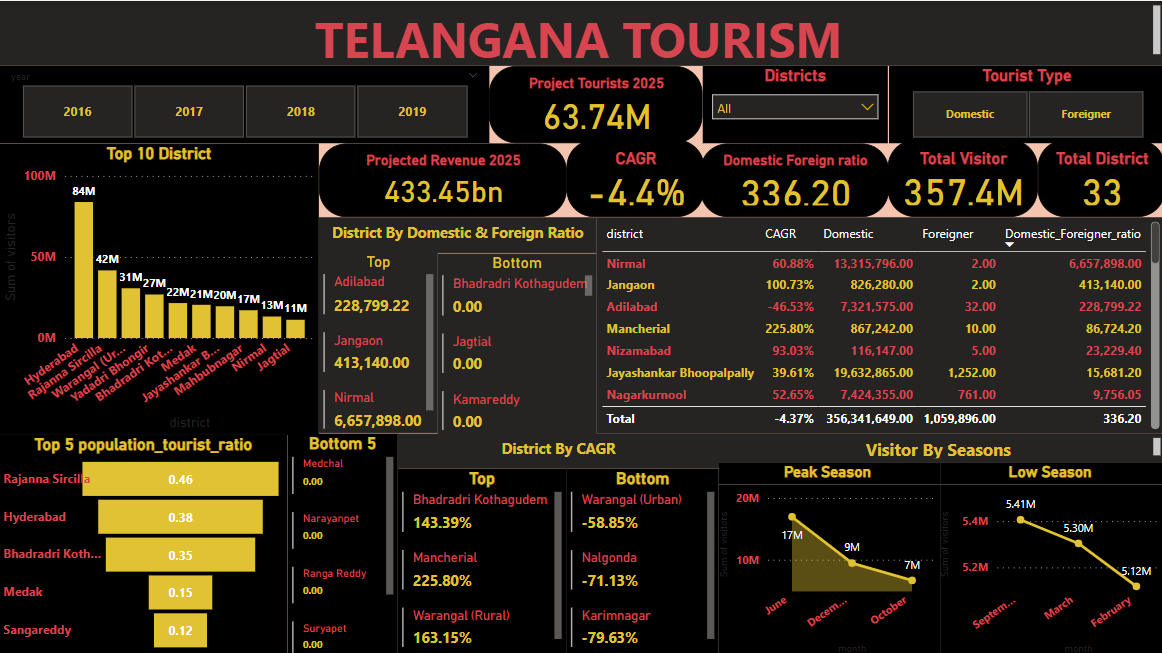 TELANGANA TOURISM
year
2016
2017
2018
2019
Project Tourists 2025
63.74M
Districts
All
Tourist Type
Domestic
Foreigner
Projected Revenue 2025
433.45bn
CAGR
-4.4%
Domestic Foreign ratio
336.20
Total Visitor
357.4M
Total District
33
Top 10 District
Sum of visitors
100M
50M
0M
84M
42M
31M
27M
22M
21M
20M
17M
13M
11M
Hyderabad
Rajanna Sircilla
Warangal (Ur...
Yadadri Bhongir
Bhadradri Kot...
Medak
Jayashankar B...
Mahbubnagar
Nirmal
Jagtial
district
District By Domestic & Foreign Ratio
Top
Adilabad
228,799.22
Jangaon
413,140.00
Nirmal
6,657,898.00
Bottom
Bhadradri Kothagudem
0.00
Jagtial
0.00
Kamareddy
0.00
district CAGR Domestic Foreigner Domestic_Foreigner_ratio
Nirmal 60.88% 13,315,796.00 2.00 6,657,898.00
Jangaon 100.73% 826,280.00 2.00 413,140.00
Adilabad -46.53% 7,321,575.00 32.00 228,799.22
Mancherial 225.80% 867,242.00 10.00 86,724.20
Nizamabad 93.03% 116,147.00 5.00 23,229.40
Jayashankar Bhoopalpally 39.61% 19,632,865.00 1,252.00 15,681.20
Nagarkurnool 52.65% 7,424,355.00 761.00 9,756.05
Total -4.37% 356,341,649.00 1,059,896.00 336.20
Top 5 population_tourist_ratio
Rajanna Sircilla 0.46
Hyderabad 0.38
Bhadradri Koth... 0.35
Medak 0.15
Sangareddy 0.12
Bottom 5
Medchal
0.00
Narayanpet
0.00
Ranga Reddy
0.00
Suryapet
0.00
District By CAGR
Top
Bhadradri Kothagudem
143.39%
Mancherial
225.80%
Warangal (Rural)
163.15%
Bottom
Warangal (Urban)
-58.85%
Nalgonda
-71.13%
Karimnagar
-79.63%
Visitor By Seasons
Peak Season
Sum of visitors
20M
10M
17M
9M
7M
June
Decem...
October
month
Low Season
Sum of visitors
5.4M
5.2M
5.41M
5.30M
5.12M
Septem...
March
February
month